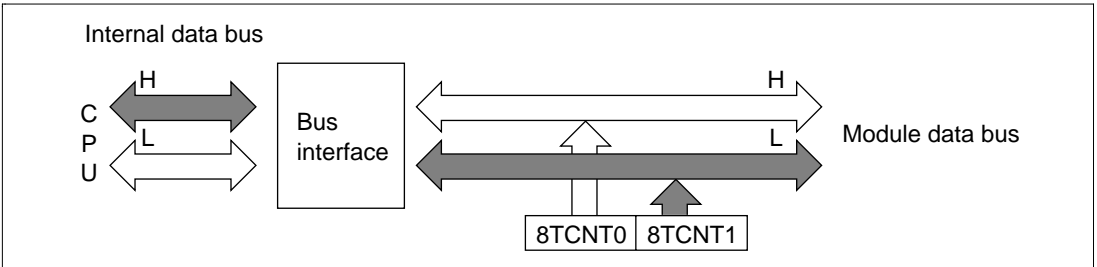 Internal data bus
H
C
P
U
L
Bus
interface
H
L
Module data bus
8TCNT0
8TCNT1